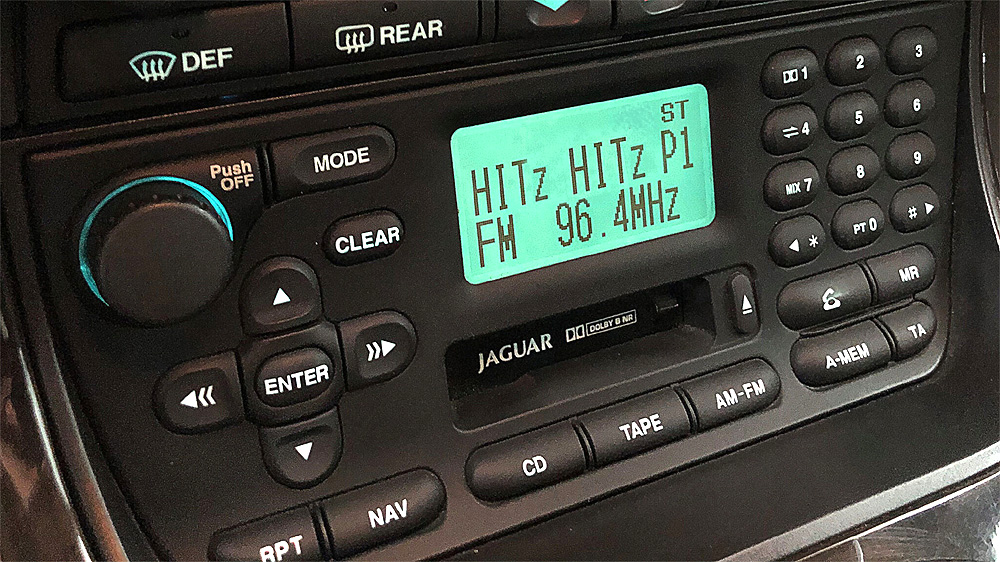 DEF
REAR
Push
OFF
MODE
CLEAR
ENTER
RPT
NAV
ST
HITz HITz P1
FM 96.4MHz
JAGUAR DOLBY B NR
CD
TAPE
AM-FM
1 2 3
4 5 6
MIX 7 8 9
* PT 0 #
MR
A-MEM
TA